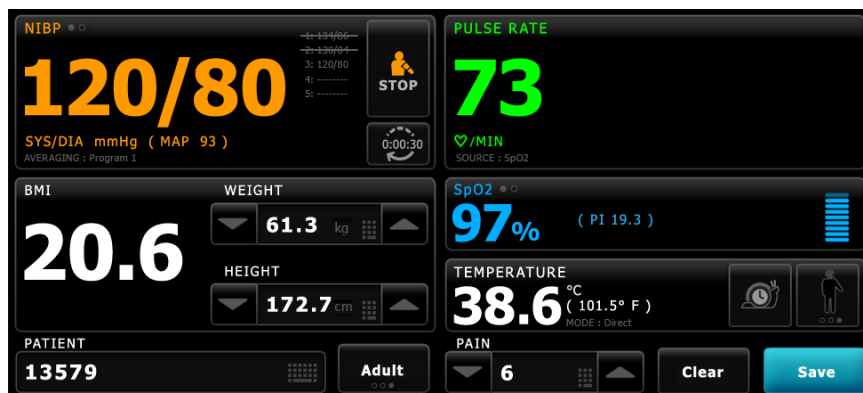 NIBP
1: 134/86
2: 130/84
3: 120/80
4: --------
5: --------
120/80
STOP
SYS/DIA mmHg ( MAP 93 )
AVERAGING : Program 1
0:00:30
PULSE RATE
73
/MIN
SOURCE : SpO2
BMI
20.6
WEIGHT
61.3 kg
HEIGHT
172.7 cm
SpO2
97% ( PI 19.3 )
TEMPERATURE
38.6 °C
( 101.5° F )
MODE : Direct
PATIENT
13579
Adult
PAIN
6
Clear
Save